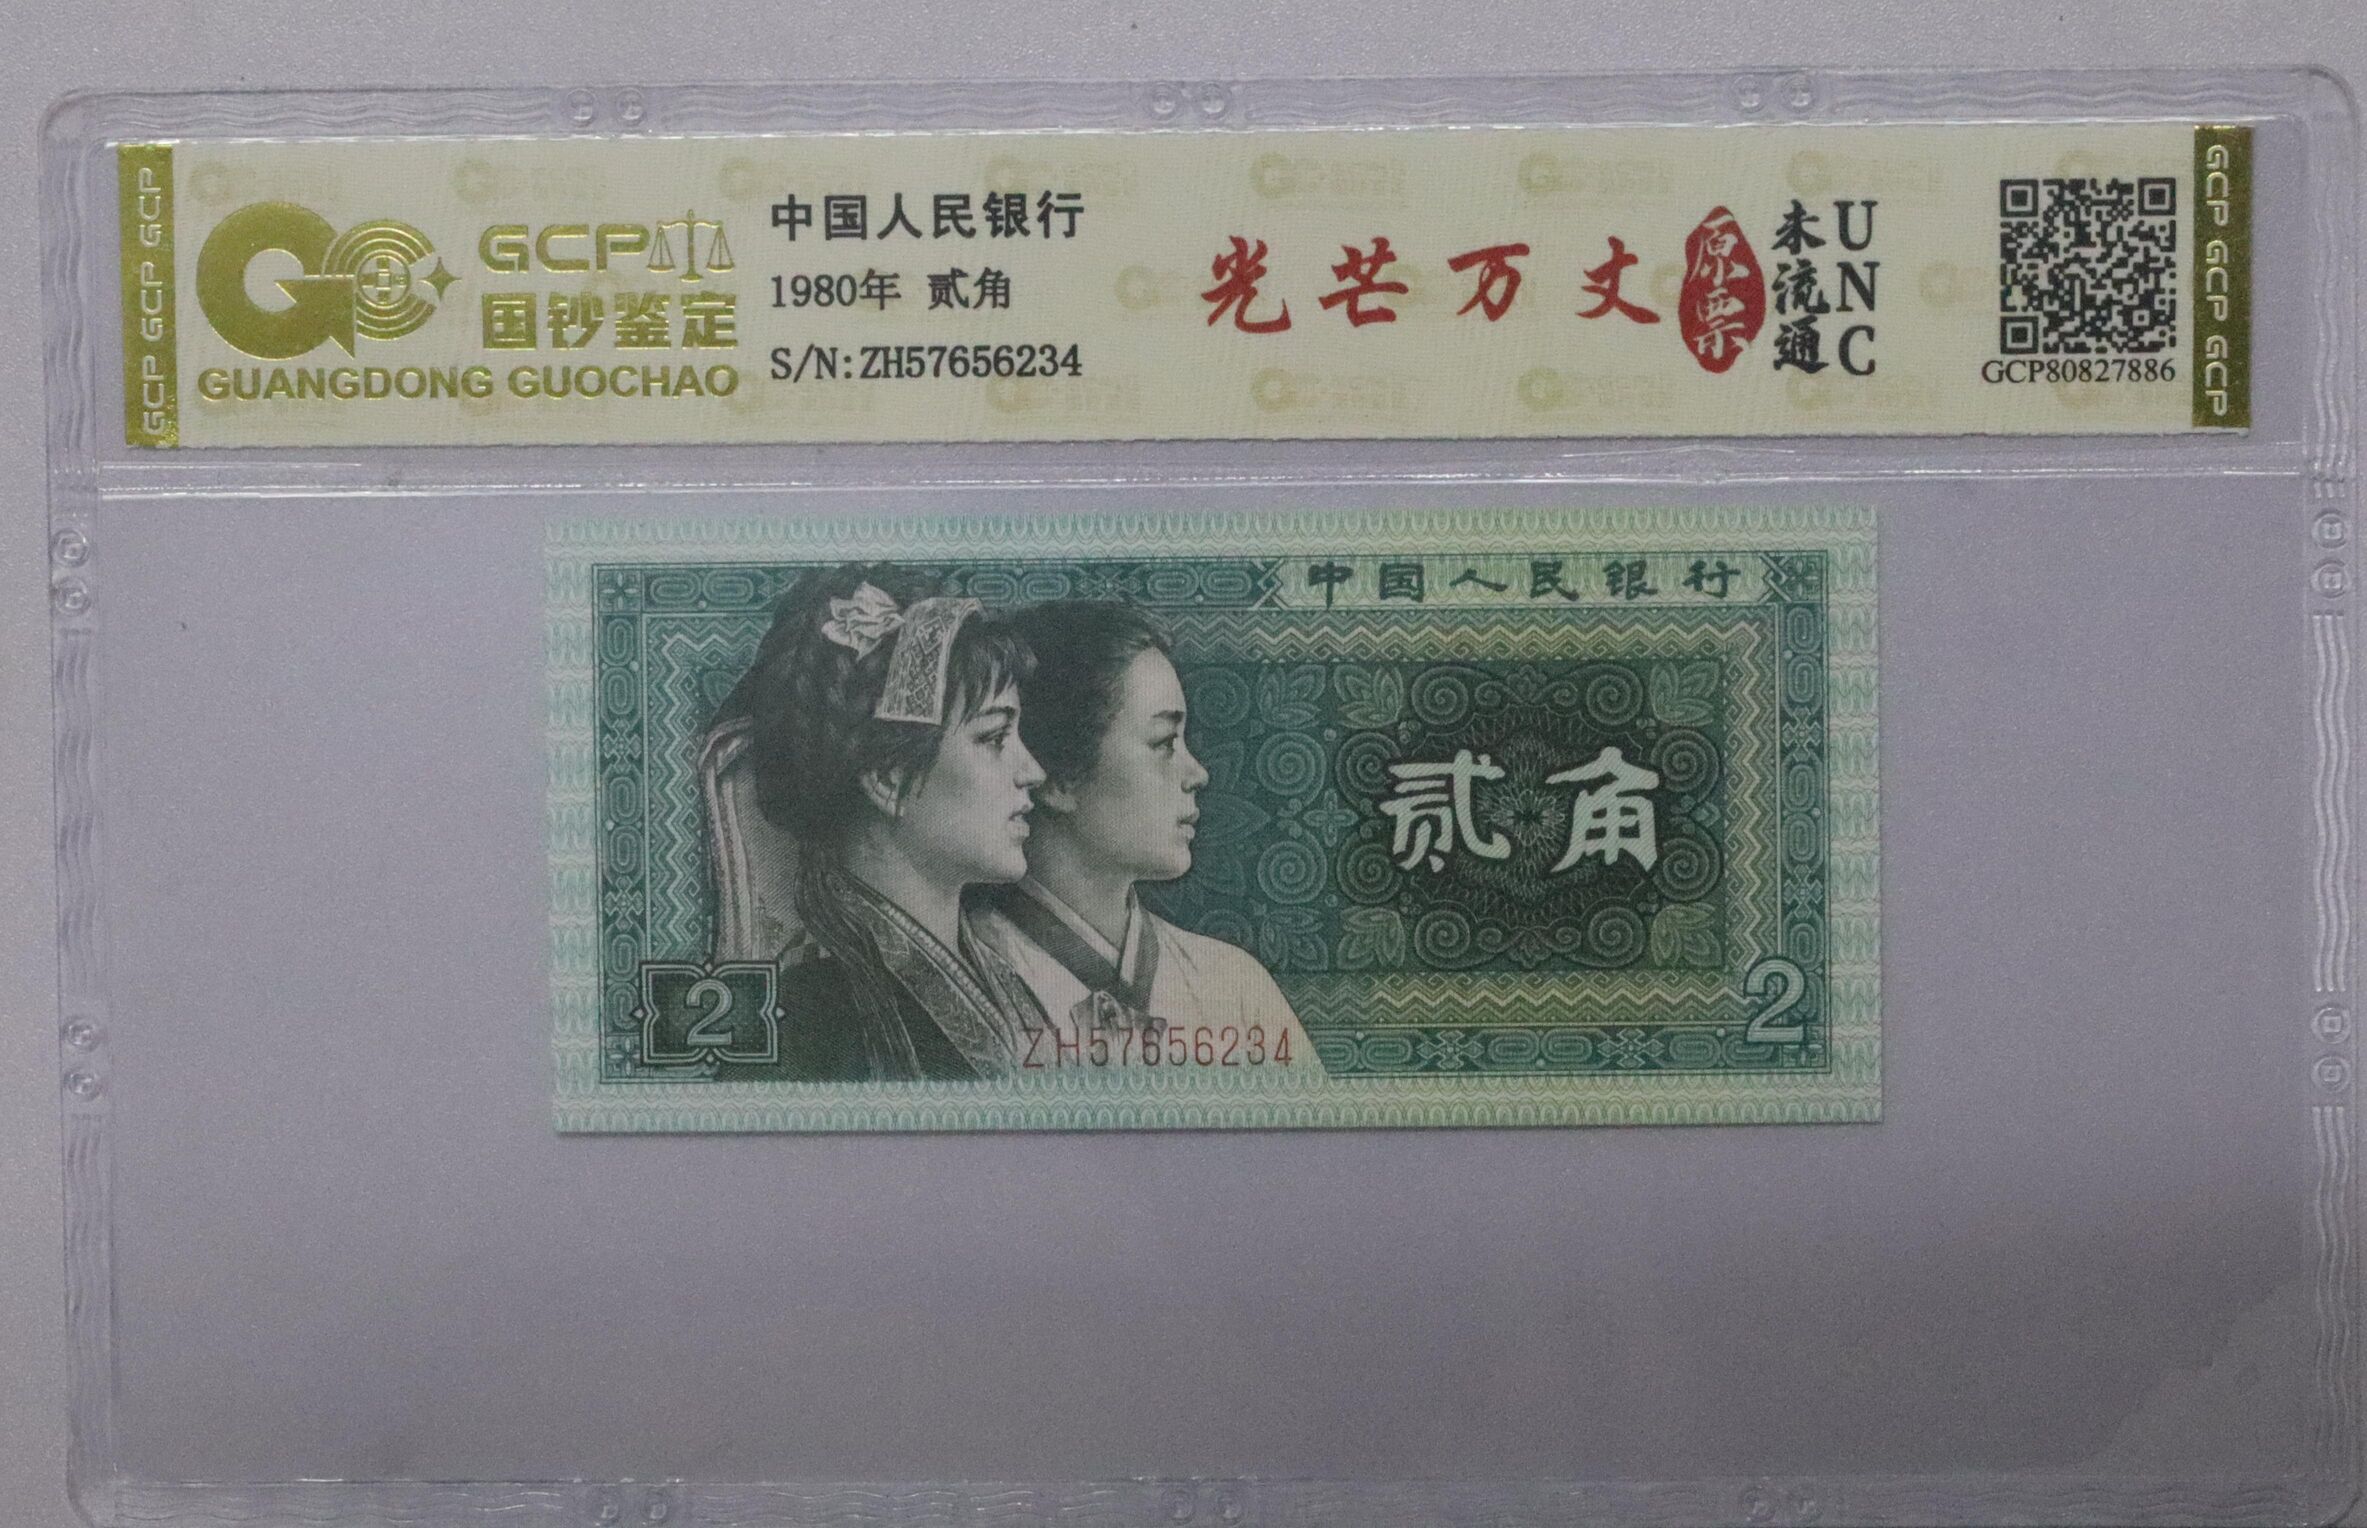 GCP GCP GCP
GCP
国钞鉴定
GUANGDONG GUOCHAO
中国人民银行
1980年 贰角
S/N:ZH57656234
光芒万丈
原票
未流通
UNC
GCP80827886
GCP GCP GCP
中国人民银行
贰角
2
2
ZH57656234